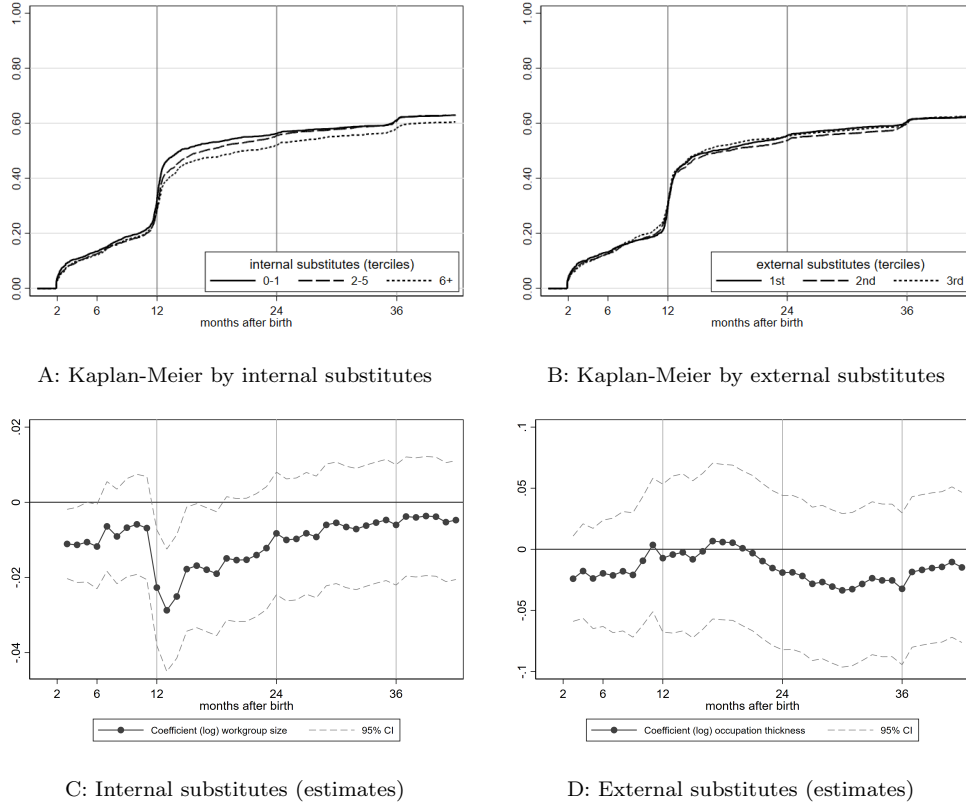 1.00
0.80
0.60
0.40
0.20
0.00
2 6 12 24 36
months after birth
internal substitutes (terciles)
0-1 2-5 6+
A: Kaplan-Meier by internal substitutes
1.00
0.80
0.60
0.40
0.20
0.00
2 6 12 24 36
months after birth
external substitutes (terciles)
1st 2nd 3rd
B: Kaplan-Meier by external substitutes
.02
0
-.02
-.04
2 6 12 24 36
months after birth
Coefficient (log) workgroup size 95% CI
C: Internal substitutes (estimates)
.1
.05
0
-.05
-.1
2 6 12 24 36
months after birth
Coefficient (log) occupation thickness 95% CI
D: External substitutes (estimates)